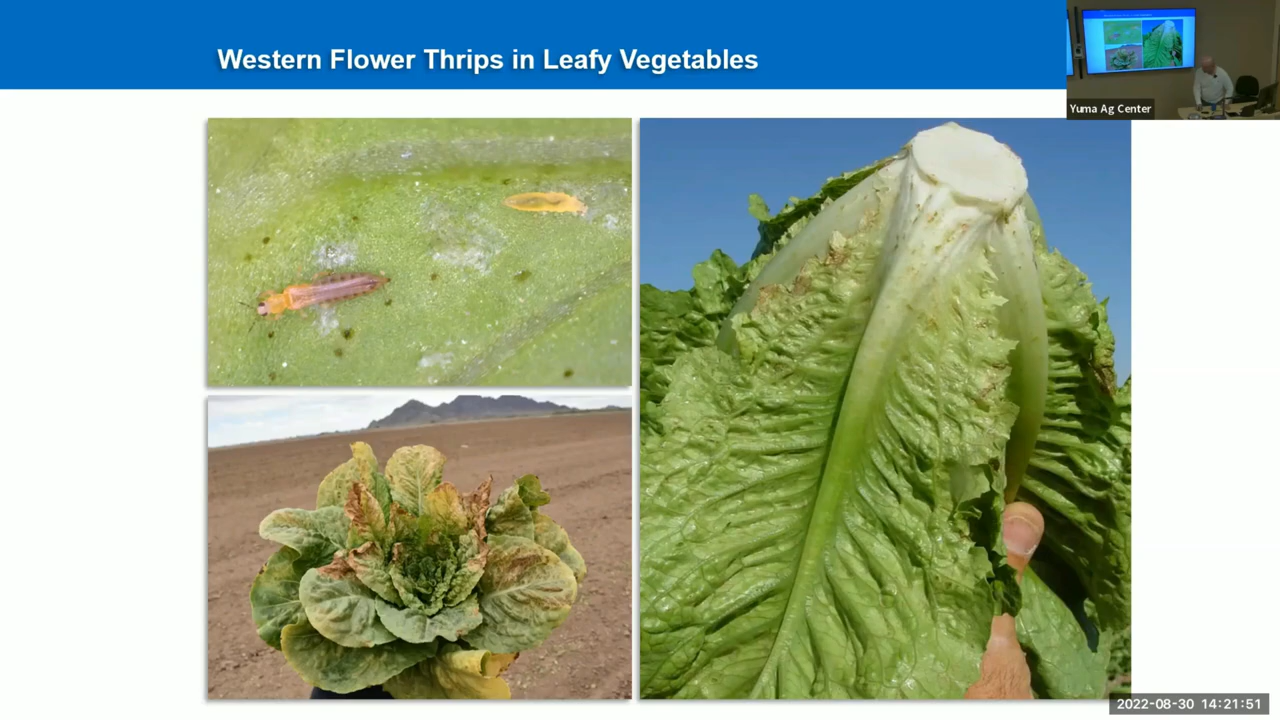 Western Flower Thrips in Leafy Vegetables
Yuma Ag Center
2022-08-30 14:21:51